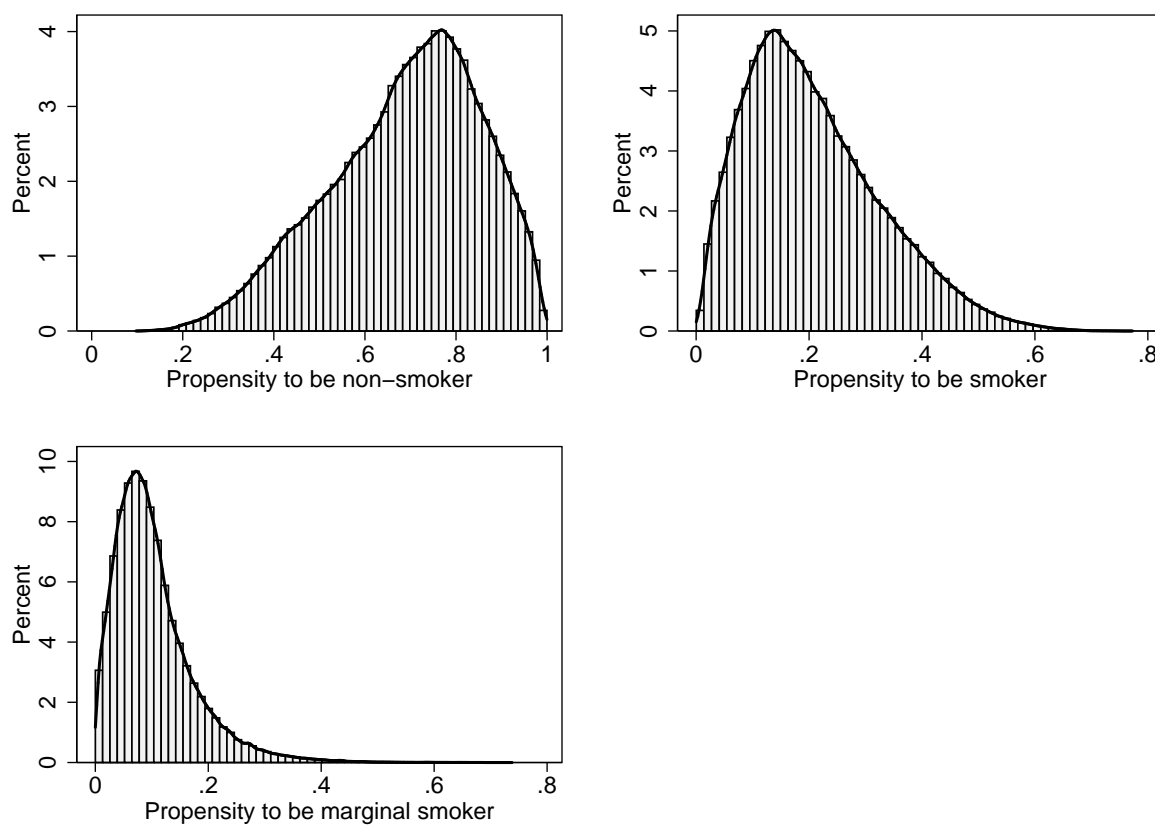 Percent
0 1 2 3 4
0 .2 .4 .6 .8 1
Propensity to be non−smoker
Percent
0 1 2 3 4 5
0 .2 .4 .6 .8
Propensity to be smoker
Percent
0 2 4 6 8 10
0 .2 .4 .6 .8
Propensity to be marginal smoker